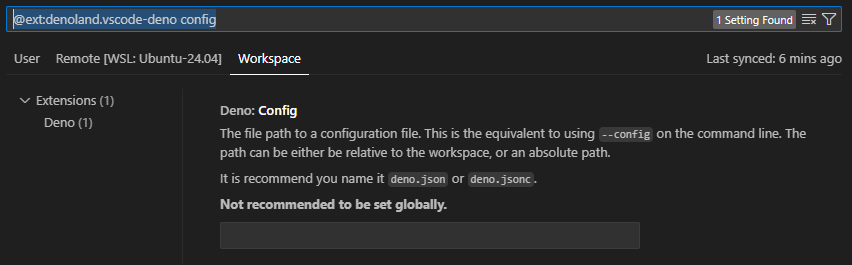 @ext:denoland.vscode-deno config
1 Setting Found
User Remote [WSL: Ubuntu-24.04] Workspace Last synced: 6 mins ago
Extensions (1)
Deno (1)
Deno: Config
The file path to a configuration file. This is the equivalent to using --config on the command line. The
path can be either be relative to the workspace, or an absolute path.
It is recommend you name it deno.json or deno.jsonc.
Not recommended to be set globally.